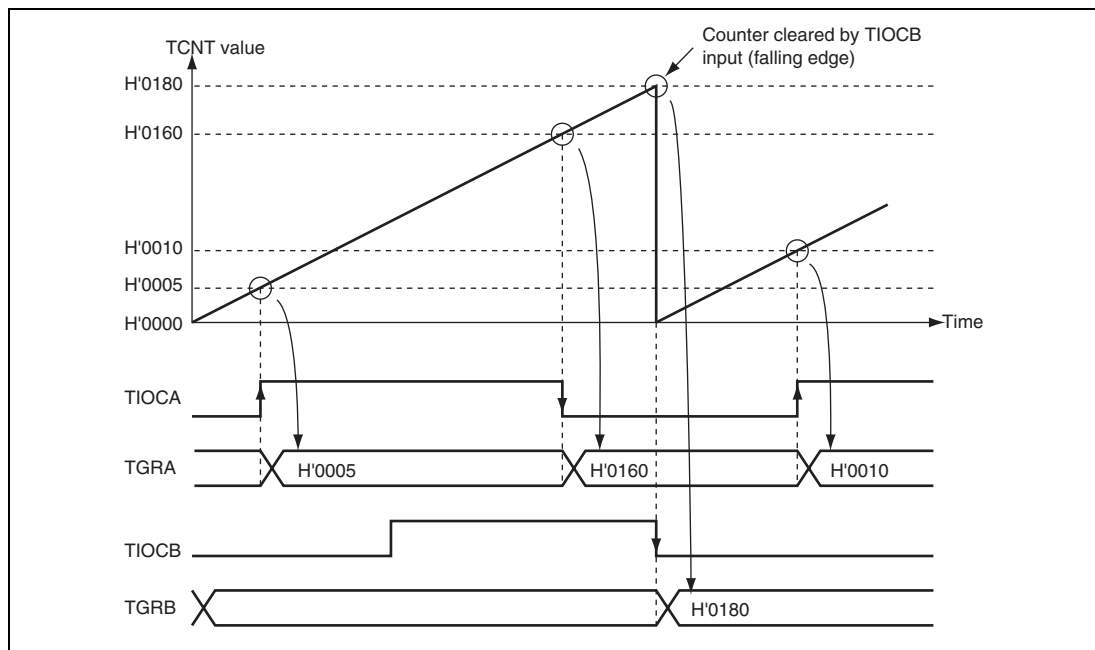 Counter cleared by TIOCB
input (falling edge)
TCNT value
H'0180
H'0160
H'0010
H'0005
H'0000
Time
TIOCA
TGRA
H'0005
H'0160
H'0010
TIOCB
TGRB
H'0180